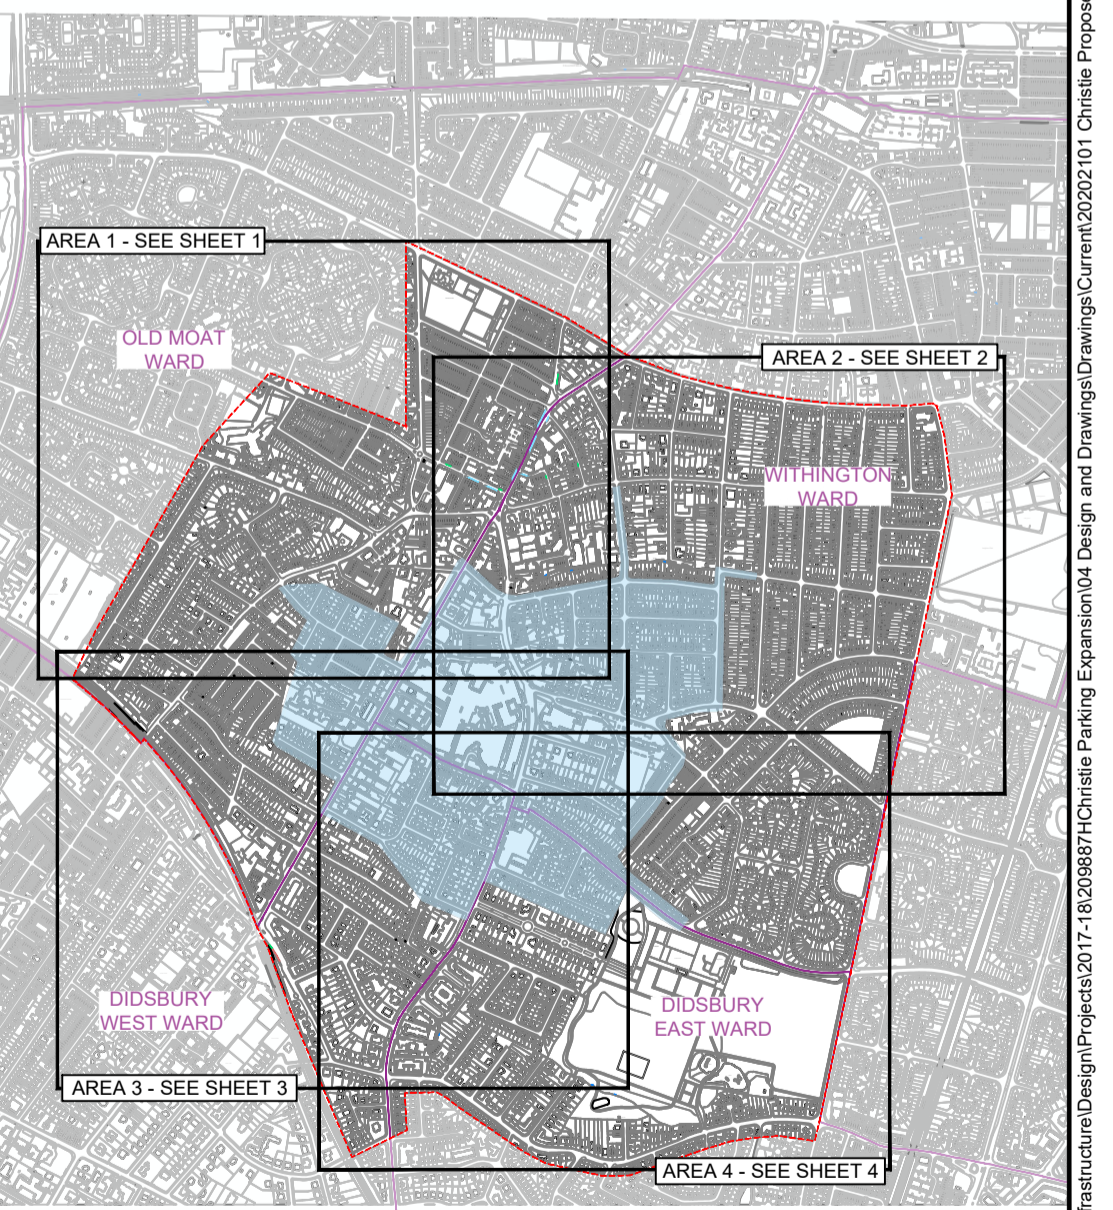 AREA 1 - SEE SHEET 1
OLD MOAT
WARD
AREA 2 - SEE SHEET 2
WITHINGTON
WARD
DIDSBURY
WEST WARD
DIDSBURY
EAST WARD
AREA 3 - SEE SHEET 3
AREA 4 - SEE SHEET 4
frastructure\Design\Projects\2017-18\209887HChristie Parking Expansion\04 Design and Drawings\Drawings\Current\20202101 Christie Propose